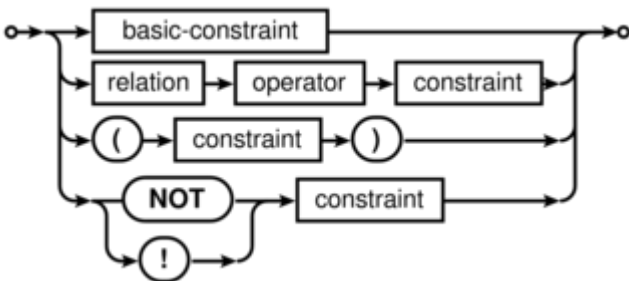 basic-constraint
relation operator constraint
( constraint )
NOT constraint
!